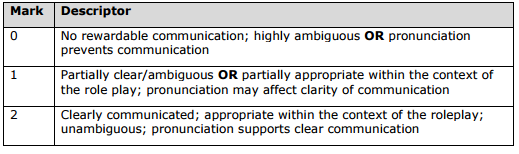 Mark Descriptor
0 No rewardable communication; highly ambiguous OR pronunciation
prevents communication
1 Partially clear/ambiguous OR partially appropriate within the context of
the role play; pronunciation may affect clarity of communication
2 Clearly communicated; appropriate within the context of the roleplay;
unambiguous; pronunciation supports clear communication